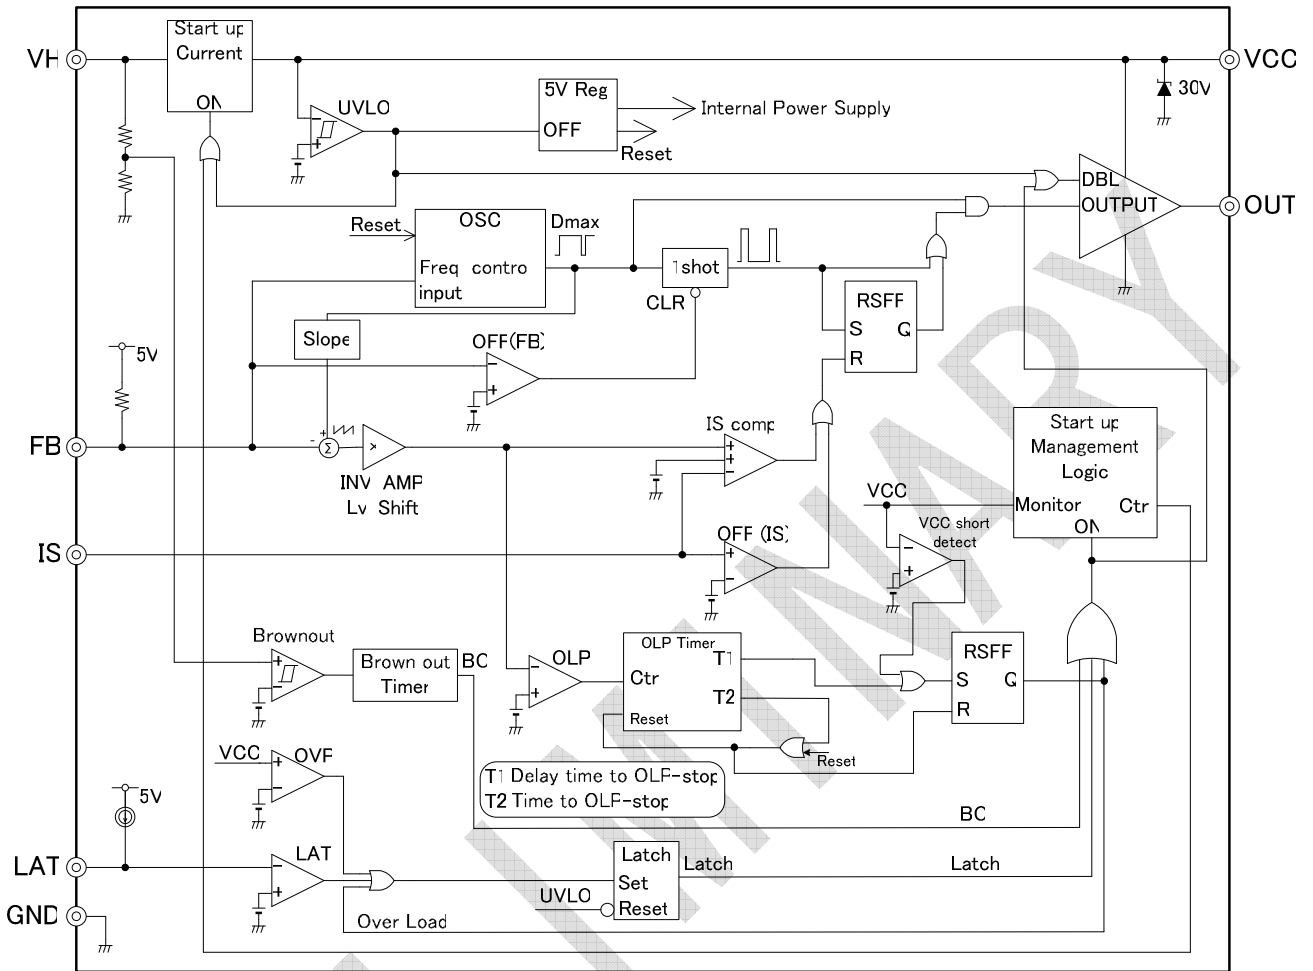 Start up
Current
ON
VH
VCC
30V
UVLO
5V Reg
OFF
Internal Power Supply
Reset
DBL
OUTPUT
OUT
Reset
OSC
Freq contro
input
Dmax
1shot
CLR
RSFF
S Q
R
Slope
OFF(FB)
5V
FB
- + Σ
INV AMP
Lv Shift
IS comp
Start up
Management
Logic
Monitor Ctr
ON
VCC
VCC short
detect
IS
OFF (IS)
Brownout
Brown out
Timer
BO
OLP
OLP Timer
Ctr
T1
T2
Reset
RSFF
S Q
R
Reset
VCC
OVP
T1 Delay time to OLP-stop
T2 Time to OLP-stop
BO
5V
LAT
LAT
Latch
Set
Reset
Latch
Latch
UVLO
GND
Over Load
IMINARY